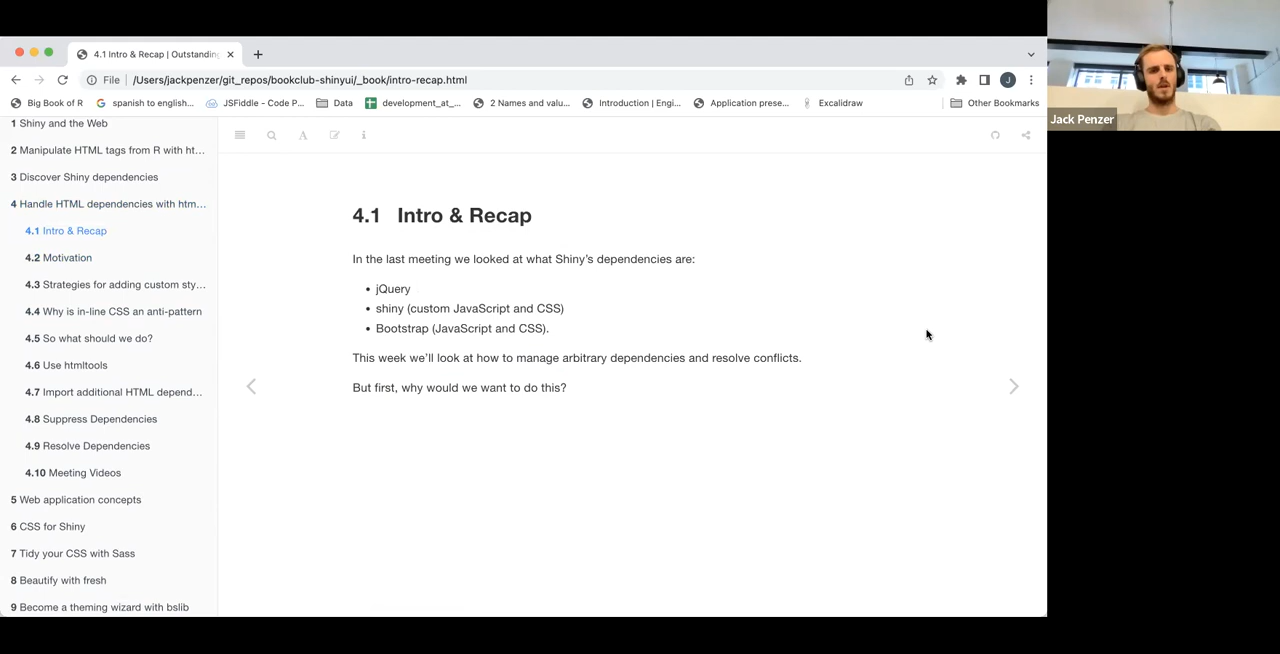 4.1 Intro & Recap | Outstandin
File | /Users/jackpenzer/git_repos/bookclub-shinyui/_book/intro-recap.html
J
Big Book of R
spanish to english...
JSFiddle - Code P...
Data
development_at_...
2 Names and valu...
Introduction | Engi...
Application prese...
Excalidraw
Other Bookmarks
Jack Penzer
1 Shiny and the Web
2 Manipulate HTML tags from R with ht...
3 Discover Shiny dependencies
4 Handle HTML dependencies with htm...
4.1 Intro & Recap
4.2 Motivation
4.3 Strategies for adding custom sty...
4.4 Why is in-line CSS an anti-pattern
4.5 So what should we do?
4.6 Use htmltools
4.7 Import additional HTML depend...
4.8 Suppress Dependencies
4.9 Resolve Dependencies
4.10 Meeting Videos
5 Web application concepts
6 CSS for Shiny
7 Tidy your CSS with Sass
8 Beautify with fresh
9 Become a theming wizard with bslib
4.1 Intro & Recap
In the last meeting we looked at what Shiny's dependencies are:
• jQuery
• shiny (custom JavaScript and CSS)
• Bootstrap (JavaScript and CSS).
This week we'll look at how to manage arbitrary dependencies and resolve conflicts.
But first, why would we want to do this?